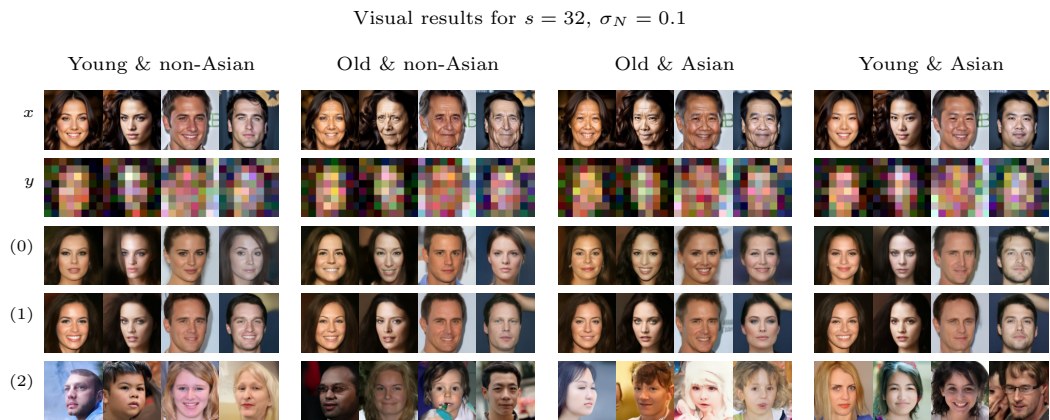 Visual results for s = 32, σ_N = 0.1
Young & non-Asian Old & non-Asian Old & Asian Young & Asian
x
y
(0)
(1)
(2)